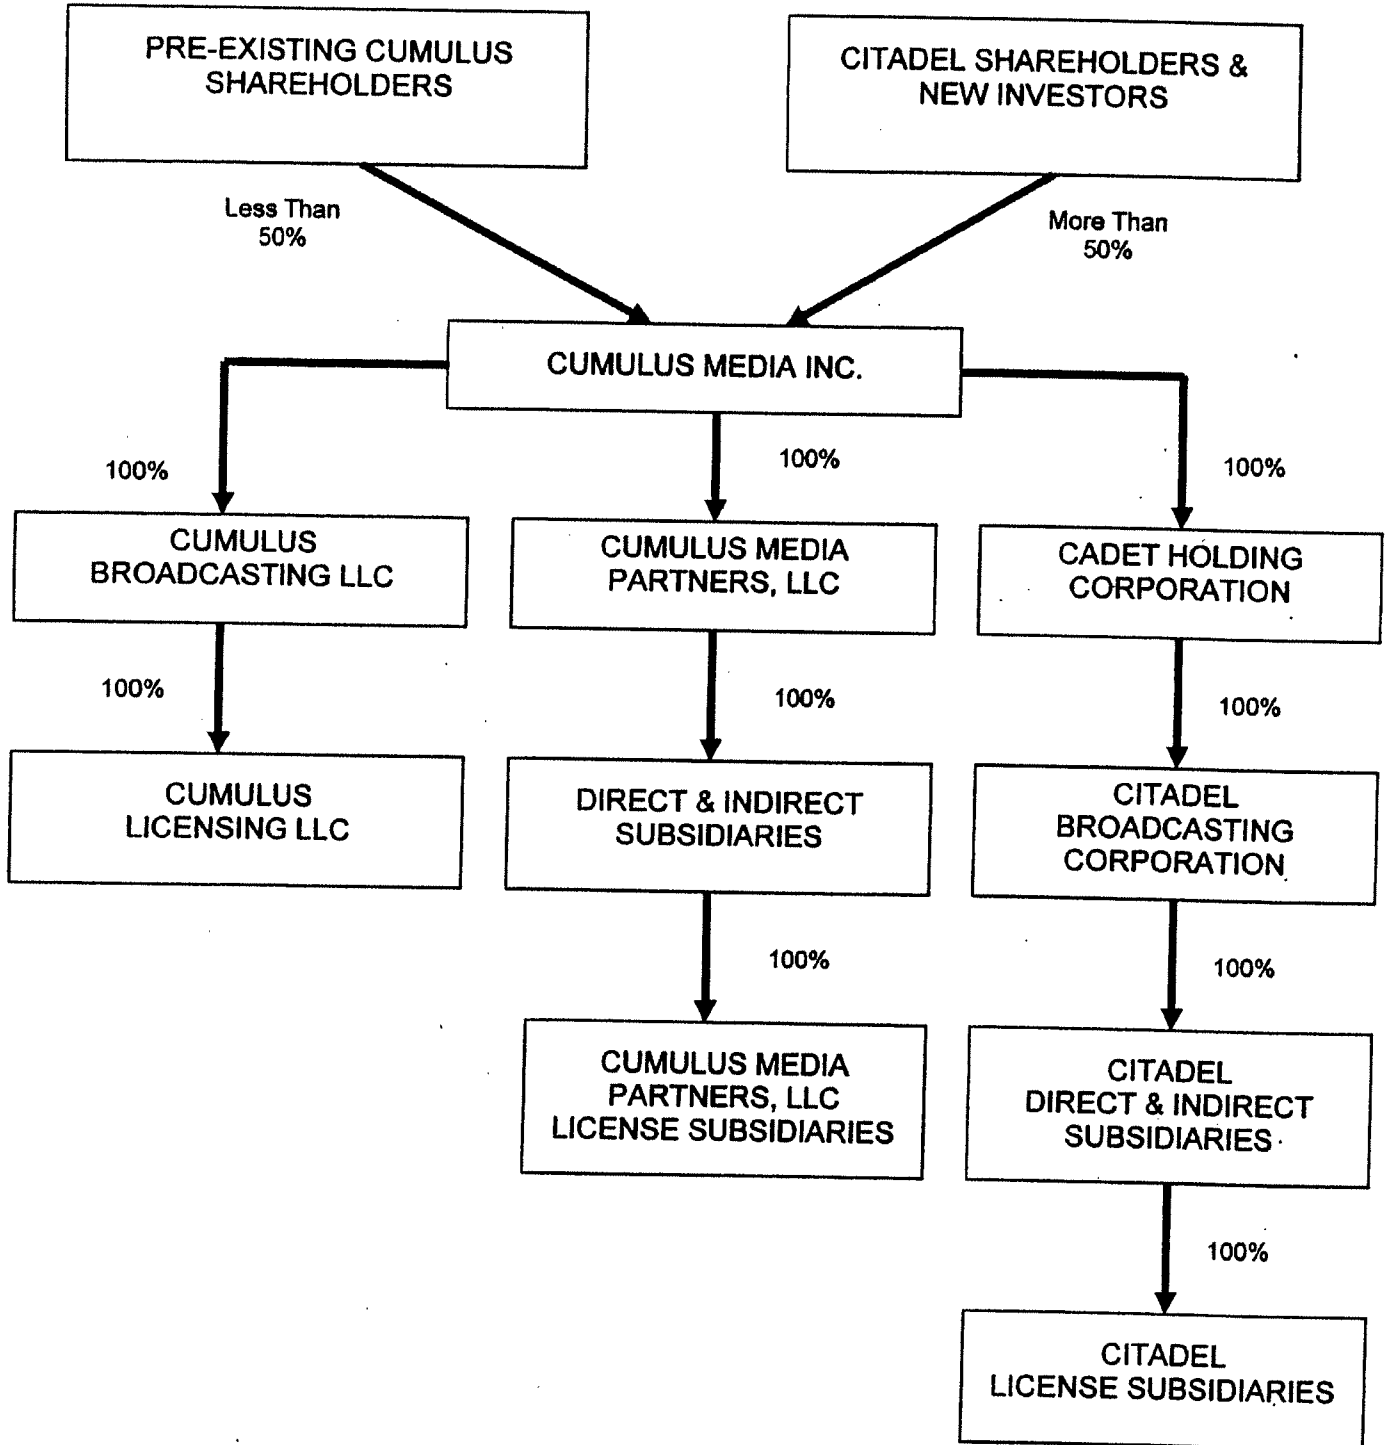 PRE-EXISTING CUMULUS
SHAREHOLDERS
CITADEL SHAREHOLDERS &
NEW INVESTORS
Less Than
50%
More Than
50%
CUMULUS MEDIA INC.
100%
100%
100%
CUMULUS
BROADCASTING LLC
CUMULUS MEDIA
PARTNERS, LLC
CADET HOLDING
CORPORATION
100%
100%
100%
CUMULUS
LICENSING LLC
DIRECT & INDIRECT
SUBSIDIARIES
CITADEL
BROADCASTING
CORPORATION
100%
100%
CUMULUS MEDIA
PARTNERS, LLC
LICENSE SUBSIDIARIES
CITADEL
DIRECT & INDIRECT
SUBSIDIARIES
100%
CITADEL
LICENSE SUBSIDIARIES